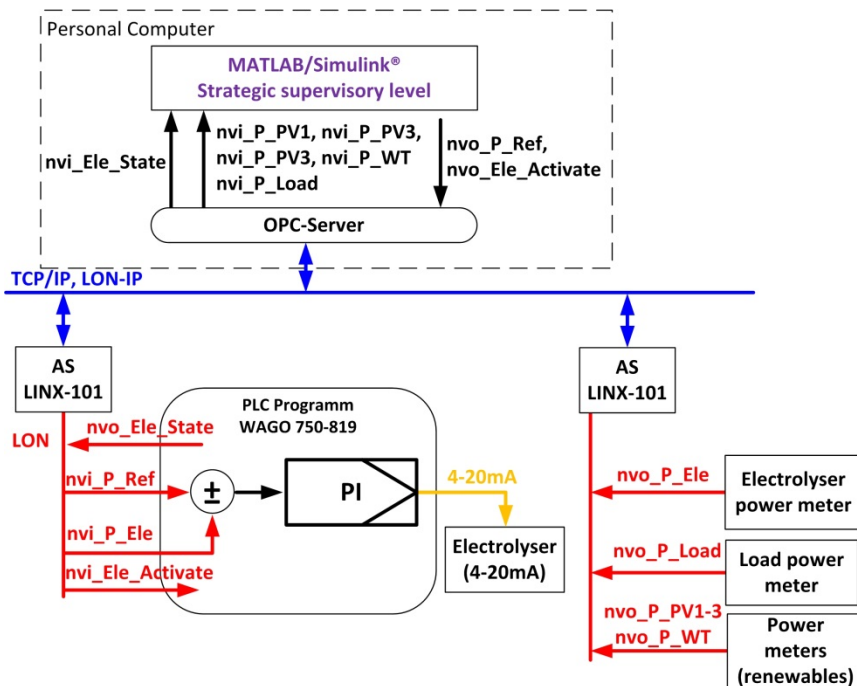 Personal Computer
MATLAB/Simulink®
Strategic supervisory level
nvi_Ele_State
nvi_P_PV1, nvi_P_PV3,
nvi_P_PV3, nvi_P_WT
nvi_P_Load
nvo_P_Ref,
nvo_Ele_Activate
OPC-Server
TCP/IP, LON-IP
AS
LINX-101
AS
LINX-101
PLC Programm
WAGO 750-819
LON
nvo_Ele_State
nvi_P_Ref
±
PI
4-20mA
nvi_P_Ele
nvi_Ele_Activate
Electrolyser
(4-20mA)
nvo_P_Ele
Electrolyser
power meter
nvo_P_Load
Load power
meter
nvo_P_PV1-3
nvo_P_WT
Power
meters
(renewables)